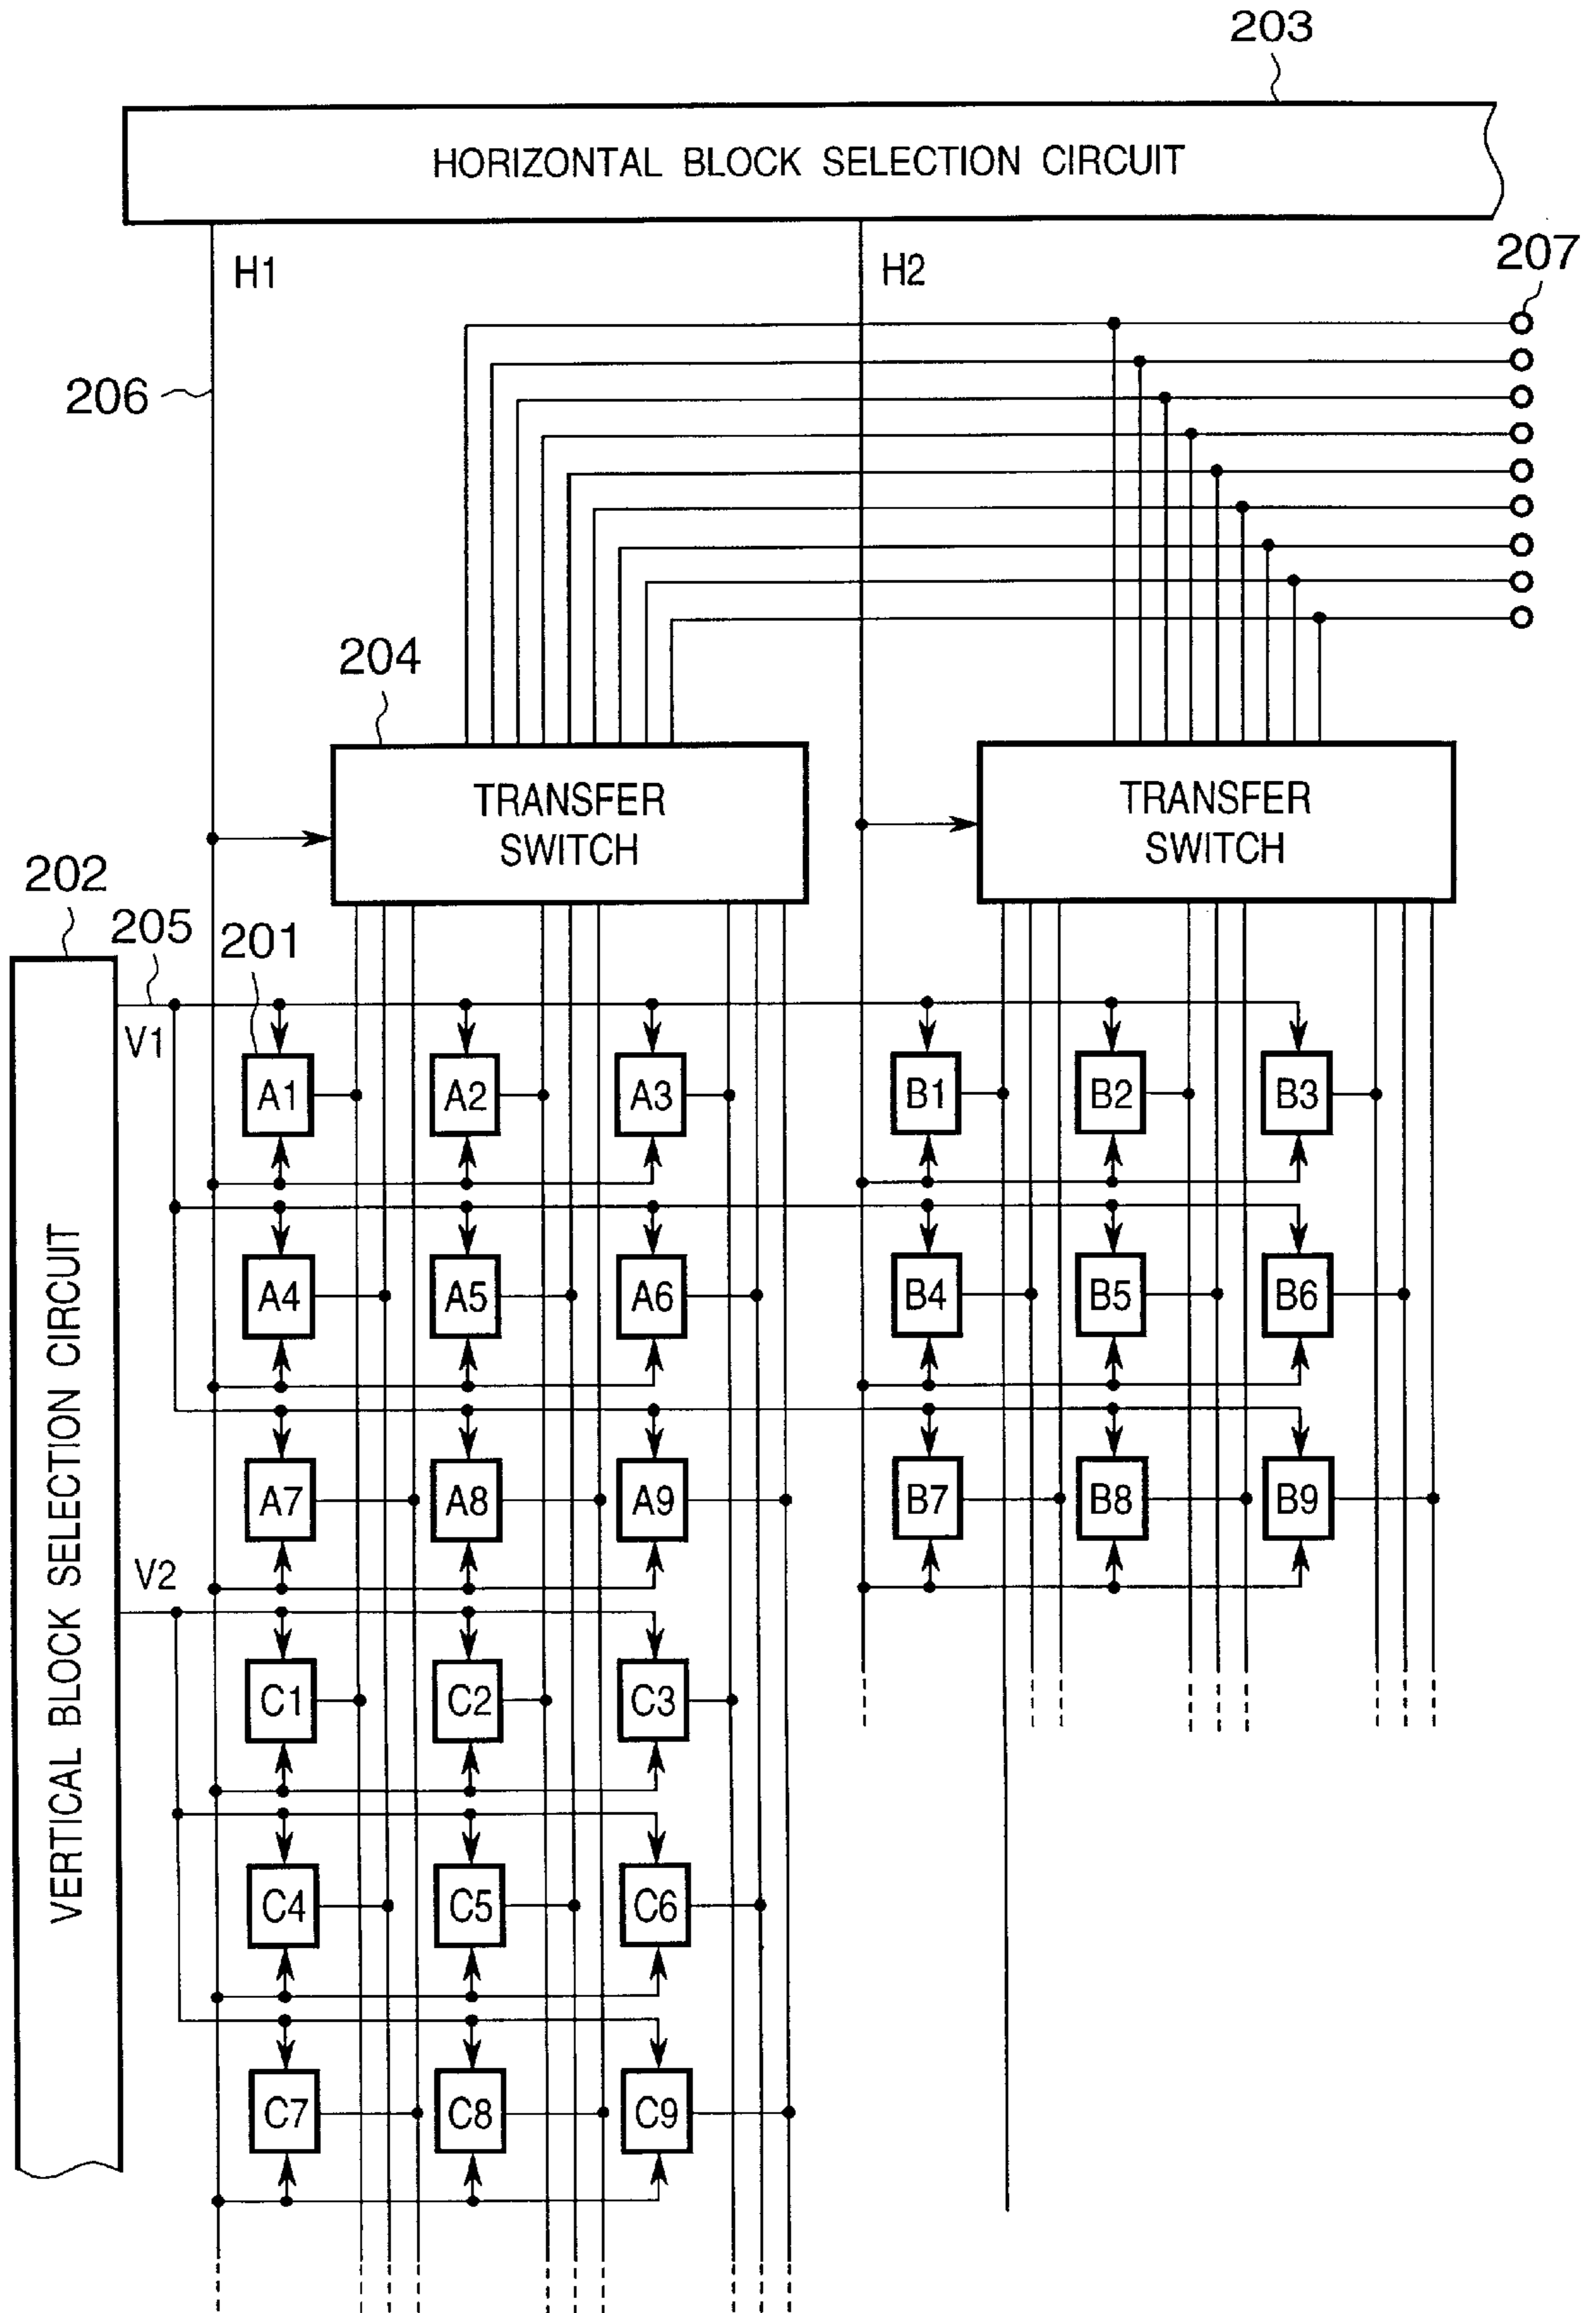 203
HORIZONTAL BLOCK SELECTION CIRCUIT
H1
H2
207
206
204
TRANSFER
SWITCH
TRANSFER
SWITCH
202
205
201
V1
A1 A2 A3 B1 B2 B3
A4 A5 A6 B4 B5 B6
A7 A8 A9 B7 B8 B9
V2
C1 C2 C3
C4 C5 C6
C7 C8 C9
VERTICAL BLOCK SELECTION CIRCUIT